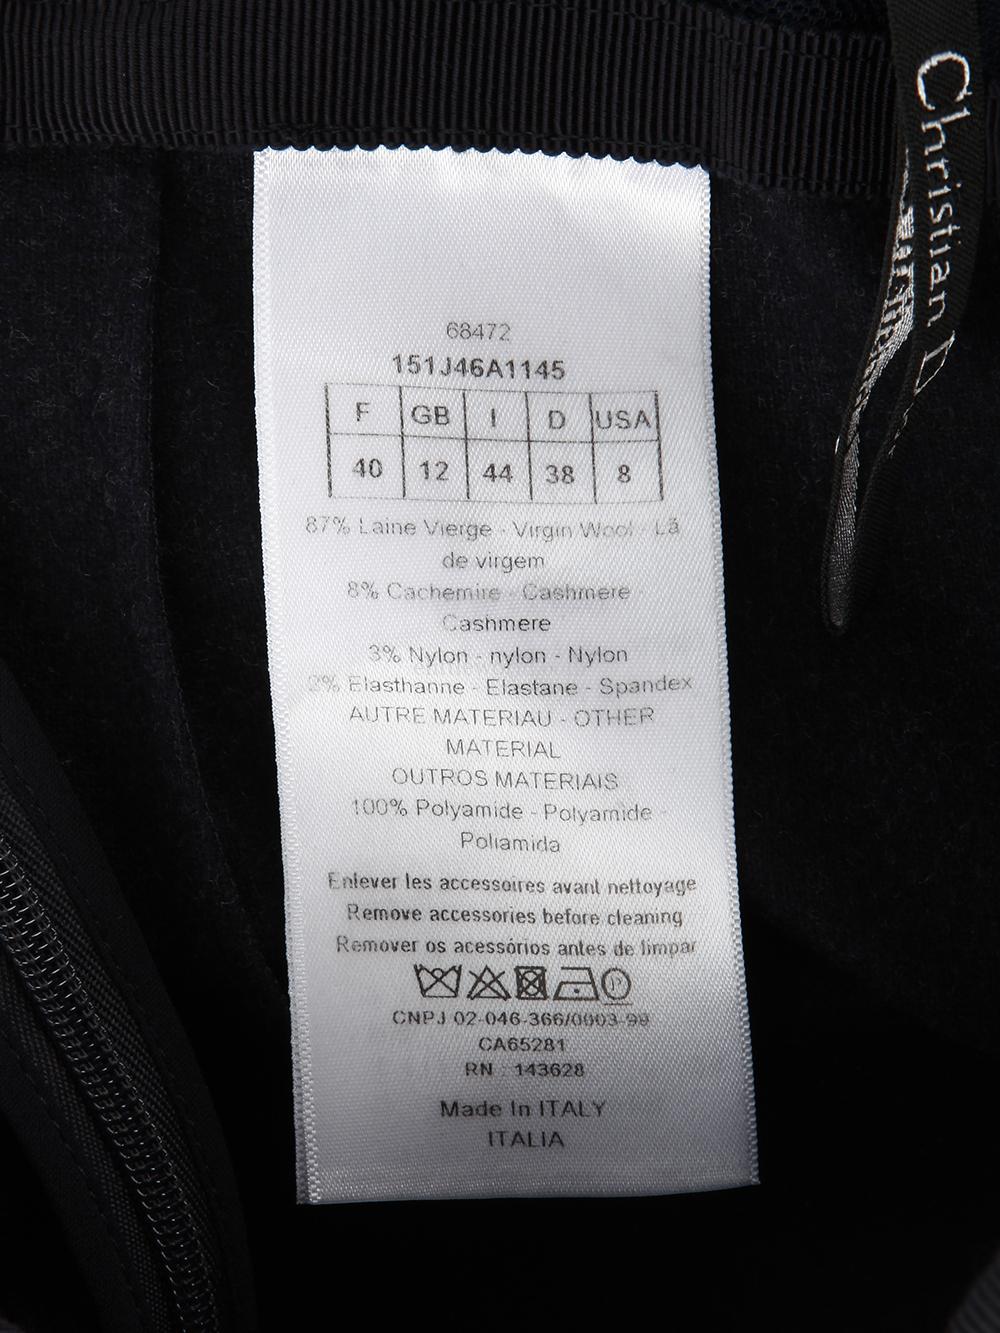 Christian D
68472
151J46A1145
F GB I D USA
40 12 44 38 8
87% Laine Vierge - Virgin Wool - Lã
de virgem
8% Cachemire - Cashmere -
Cashmere
3% Nylon - nylon - Nylon
2% Elasthanne - Elastane - Spandex
AUTRE MATERIAU - OTHER
MATERIAL
OUTROS MATERIAIS
100% Polyamide - Polyamide -
Poliamida
Enlever les accessoires avant nettoyage
Remove accessories before cleaning
Remover os acessórios antes de limpar
P
CNPJ 02-046-366/0003-99
CA65281
RN : 143628
Made In ITALY
ITALIA